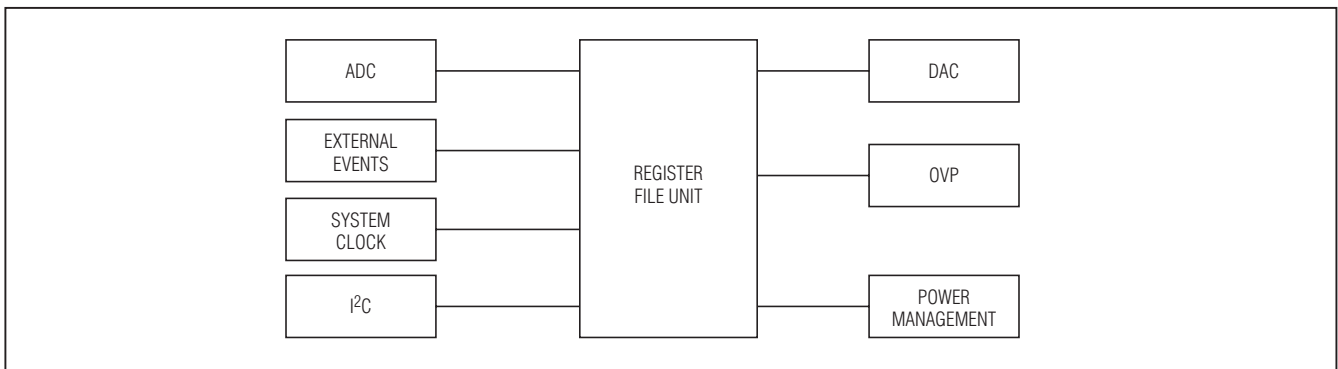 ADC
EXTERNAL
EVENTS
SYSTEM
CLOCK
I²C
REGISTER
FILE UNIT
DAC
OVP
POWER
MANAGEMENT